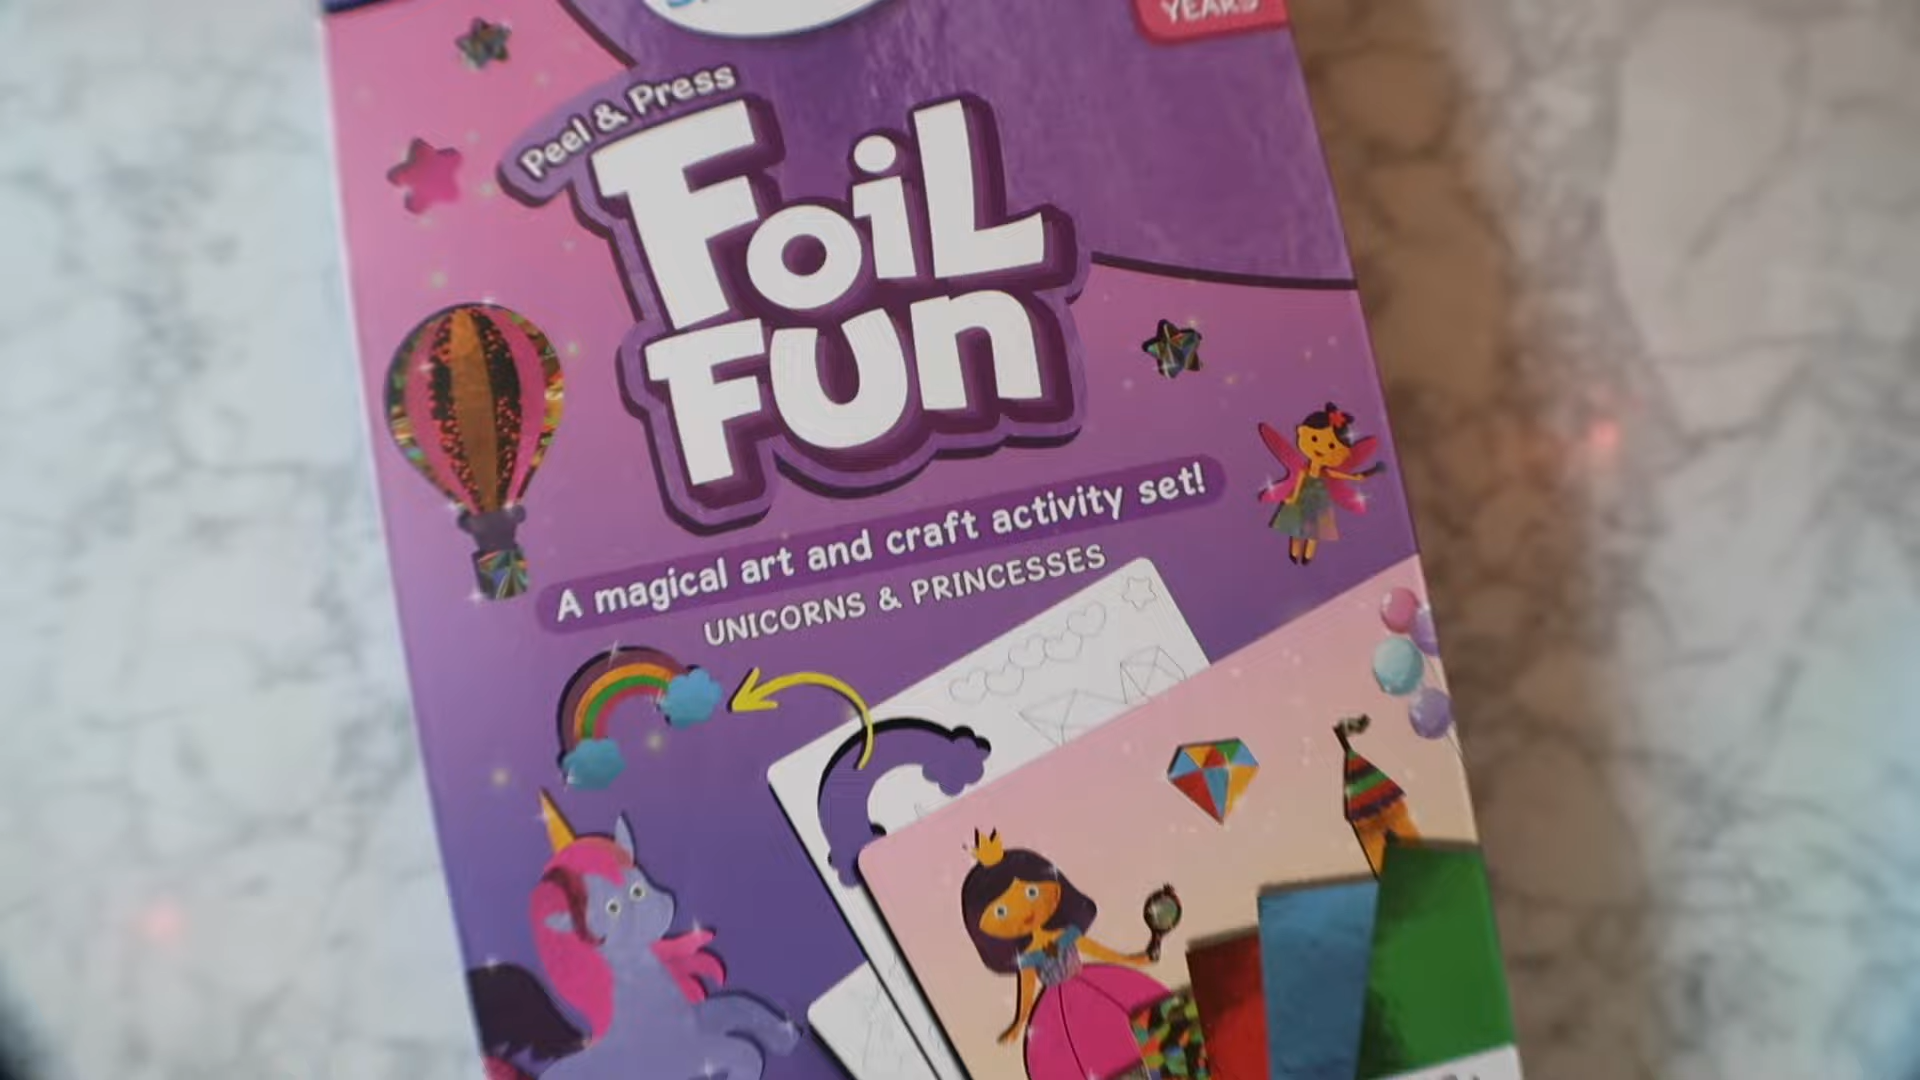 YEARS
Peel & Press
FoiL
Fun
A magical art and craft activity set!
UNICORNS & PRINCESSES